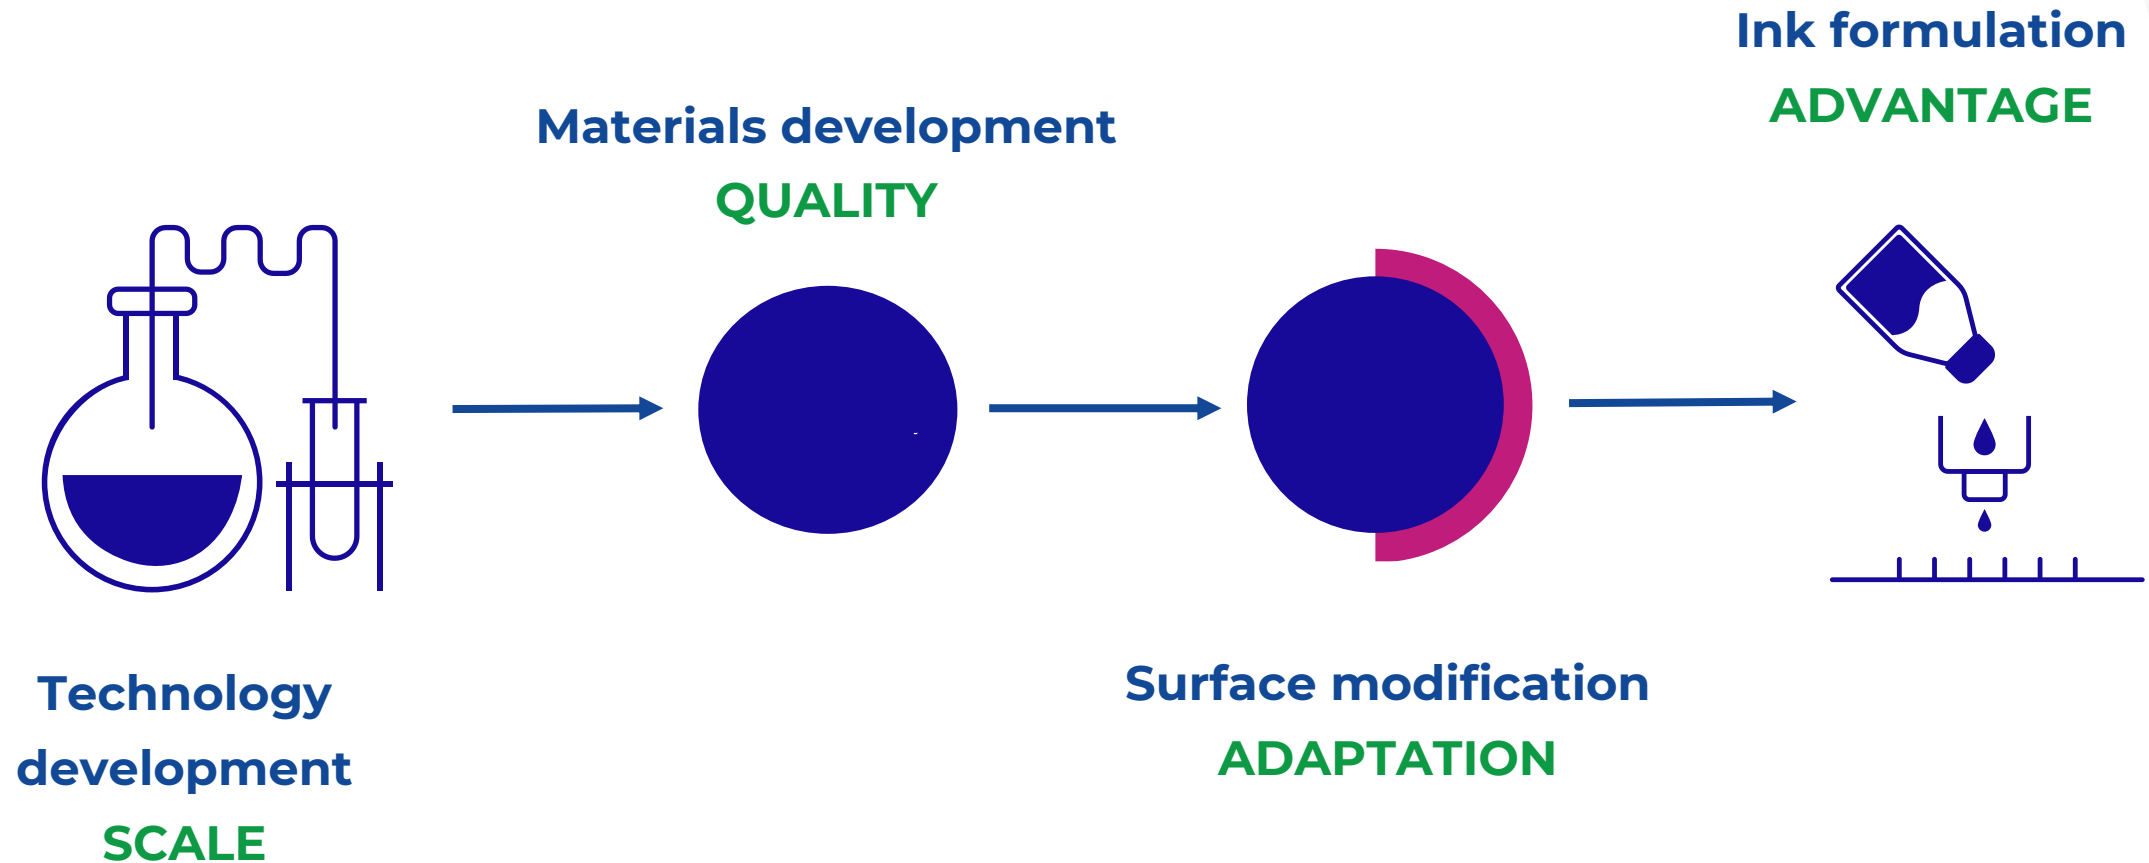 Technology
development
SCALE
Materials development
QUALITY
Surface modification
ADAPTATION
Ink formulation
ADVANTAGE